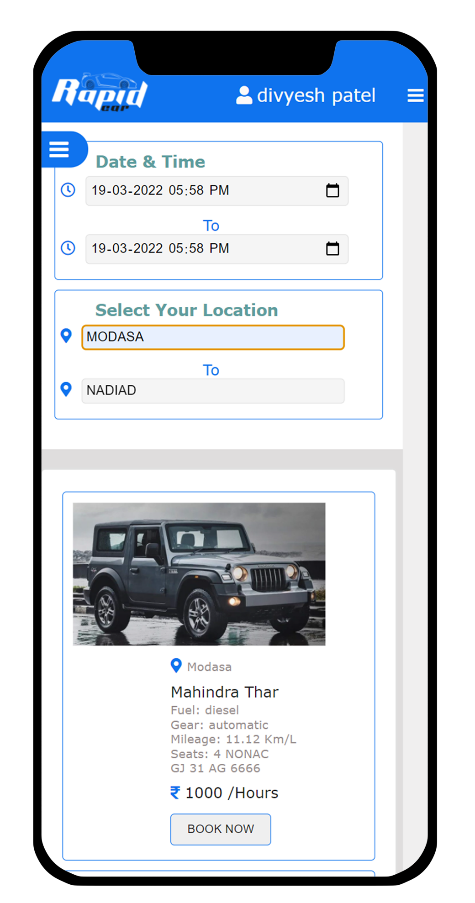 Rapid
car
divyesh patel
Date & Time
19-03-2022 05:58 PM
To
19-03-2022 05:58 PM
Select Your Location
MODASA
To
NADIAD
Modasa
Mahindra Thar
Fuel: diesel
Gear: automatic
Mileage: 11.12 Km/L
Seats: 4 NONAC
GJ 31 AG 6666
₹ 1000 /Hours
BOOK NOW